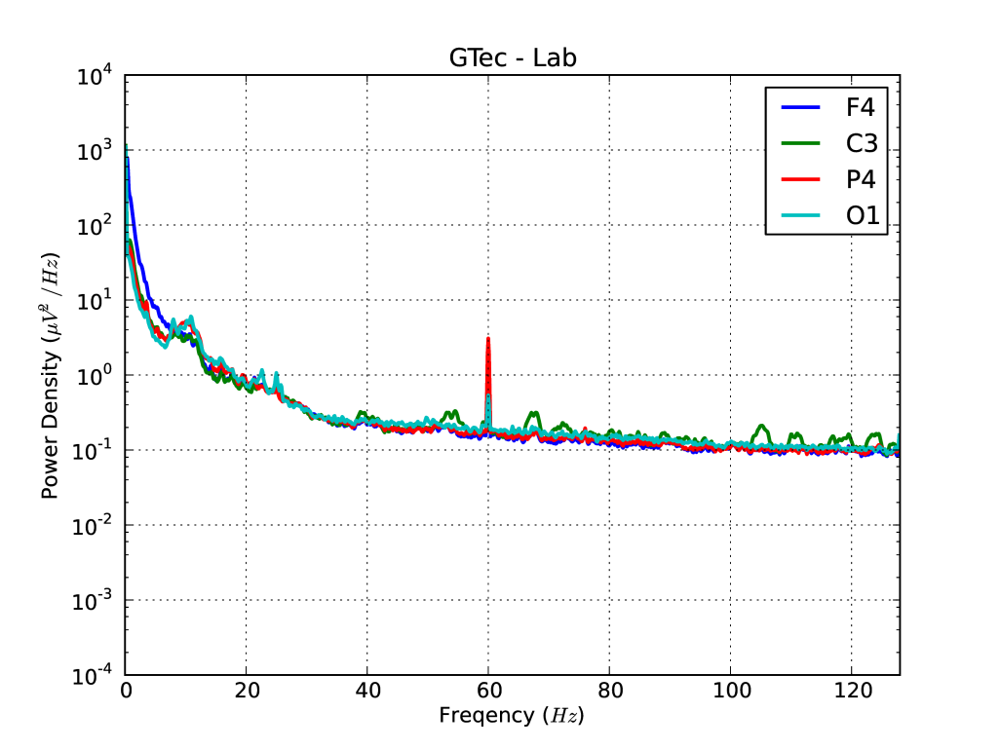 GTec - Lab
10^4
10^3
10^2
10^1
10^0
10^-1
10^-2
10^-3
10^-4
Power Density (μV²/Hz)
F4
C3
P4
O1
0 20 40 60 80 100 120
Freqency (Hz)